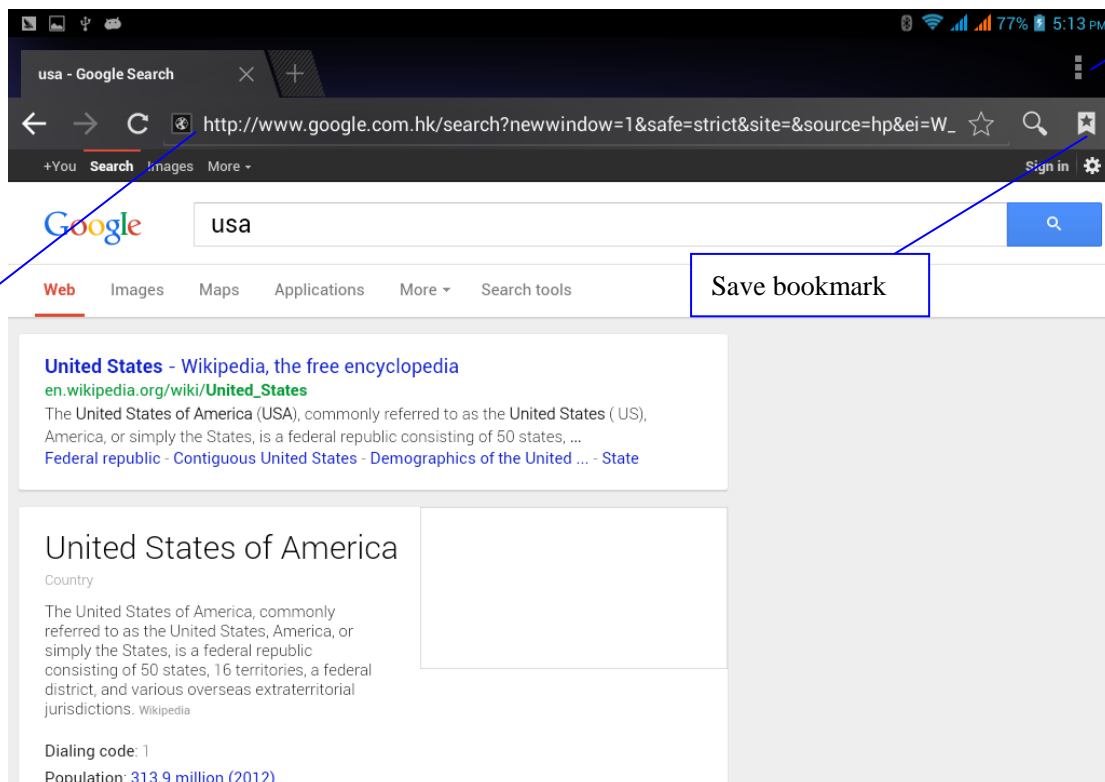 77% 5:13 PM
usa - Google Search
http://www.google.com.hk/search?newwindow=1&safe=strict&site=&source=hp&ei=W_
+You Search Images More Sign in
Google usa
Web Images Maps Applications More Search tools
Save bookmark
United States - Wikipedia, the free encyclopedia
en.wikipedia.org/wiki/United_States
The United States of America (USA), commonly referred to as the United States ( US),
America, or simply the States, is a federal republic consisting of 50 states, ...
Federal republic - Contiguous United States - Demographics of the United ... - State
United States of America
Country
The United States of America, commonly
referred to as the United States, America, or
simply the States, is a federal republic
consisting of 50 states, 16 territories, a federal
district, and various overseas extraterritorial
jurisdictions. Wikipedia
Dialing code: 1
Population: 313.9 million (2012)